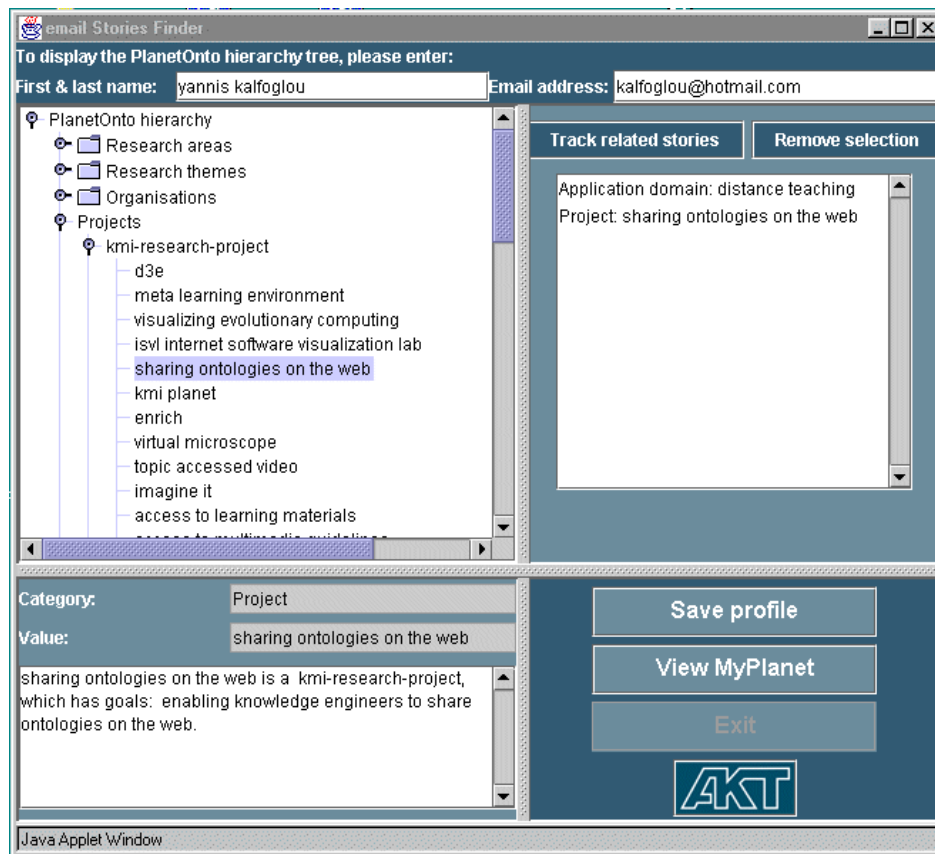 email Stories Finder
To display the PlanetOnto hierarchy tree, please enter:
First & last name: yannis kalfoglou Email address: kalfoglou@hotmail.com
PlanetOnto hierarchy
Research areas
Research themes
Organisations
Projects
kmi-research-project
d3e
meta learning environment
visualizing evolutionary computing
isvl internet software visualization lab
sharing ontologies on the web
kmi planet
enrich
virtual microscope
topic accessed video
imagine it
access to learning materials
Track related stories Remove selection
Application domain: distance teaching
Project: sharing ontologies on the web
Category: Project
Value: sharing ontologies on the web
sharing ontologies on the web is a kmi-research-project,
which has goals: enabling knowledge engineers to share
ontologies on the web.
Save profile
View MyPlanet
Exit
AKT
Java Applet Window